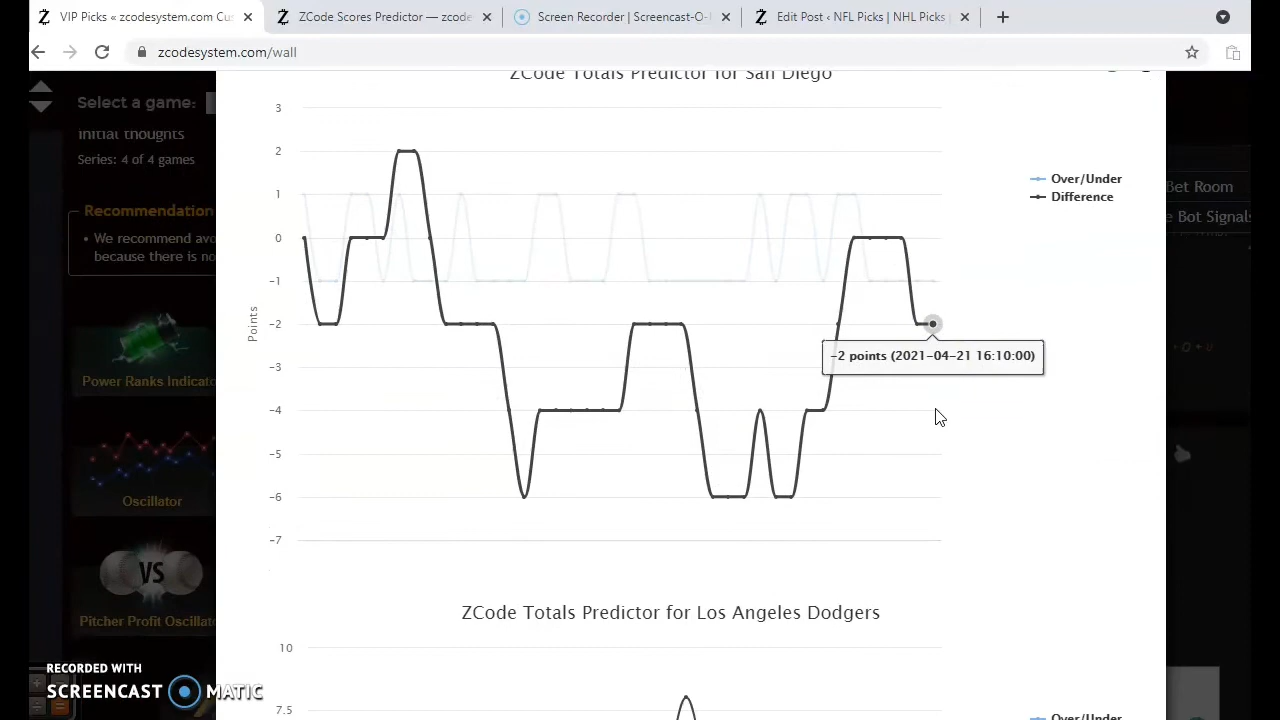 VIP Picks « zcodesystem.com Cus
ZCode Scores Predictor — zcode
Screen Recorder | Screencast-O-
Edit Post ‹ NFL Picks | NHL Picks
zcodesystem.com/wall
ZCode Totals Predictor for San Diego
Select a game:
Initial thoughts
Series: 4 of 4 games
Recommendation
• We recommend avo
because there is no
Power Ranks Indicato
Oscillator
VS
Pitcher Profit Oscillato
3
2
1
0
−1
−2
−3
−4
−5
−6
−7
Points
Over/Under
Difference
−2 points (2021−04−21 16:10:00)
Bet Room
e Bot Signals
ZCode Totals Predictor for Los Angeles Dodgers
10
7.5
Over/Under
RECORDED WITH
SCREENCAST MATIC